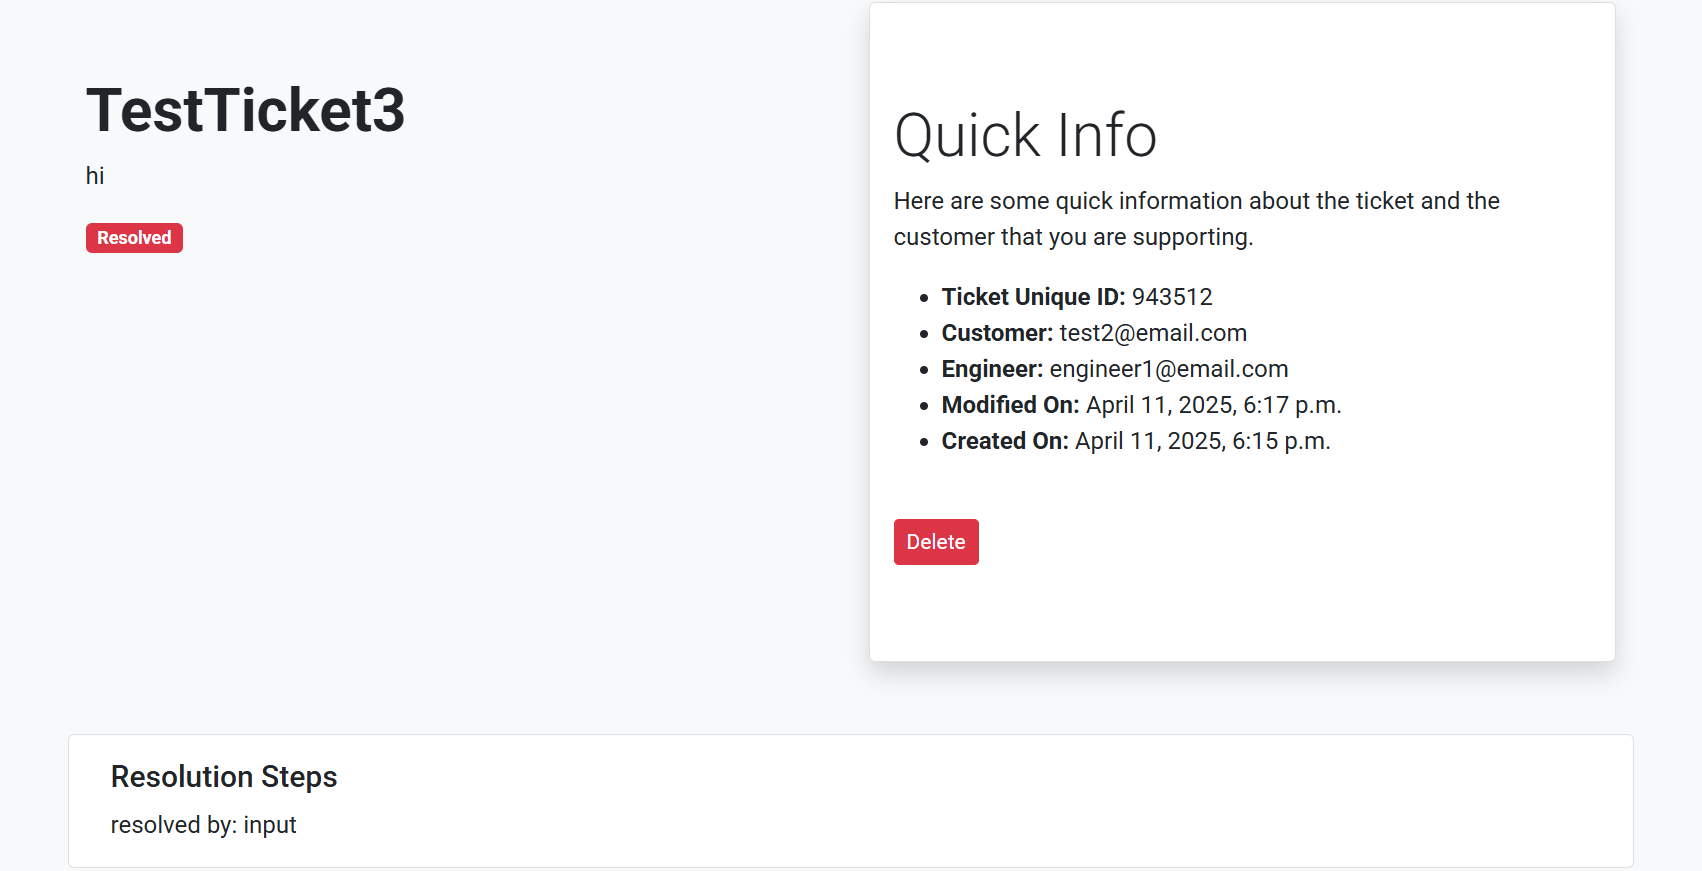 TestTicket3
hi
Resolved
Quick Info
Here are some quick information about the ticket and the
customer that you are supporting.
Ticket Unique ID: 943512
Customer: test2@email.com
Engineer: engineer1@email.com
Modified On: April 11, 2025, 6:17 p.m.
Created On: April 11, 2025, 6:15 p.m.
Delete
Resolution Steps
resolved by: input